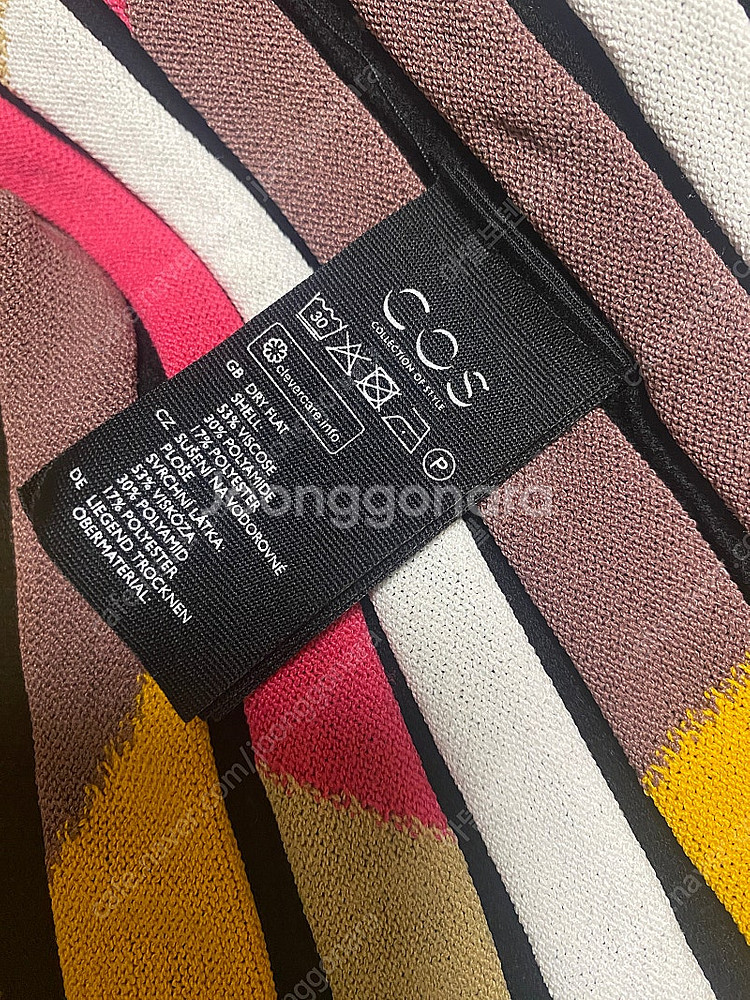 COS
COLLECTION OF STYLE
30
P
clevercare.info
GB DRY FLAT
SHELL
53% VISCOSE
30% POLYAMIDE
17% POLYESTER
CZ SUŠENÍ NA VODOROVNÉ
PLOŠE
SVRCHNÍ LÁTKA:
53% VISKÓZA
30% POLYAMID
17% POLYESTER
DE LIEGEND TROCKNEN
OBERMATERIAL
joonggonara